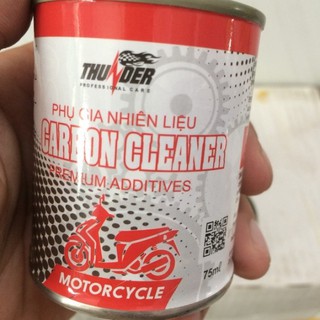 THUNDER
PROFESSIONAL CARE
PHỤ GIA NHIÊN LIỆU
CARBON CLEANER
PREMIUM ADDITIVES
75ml
MOTORCYCLE